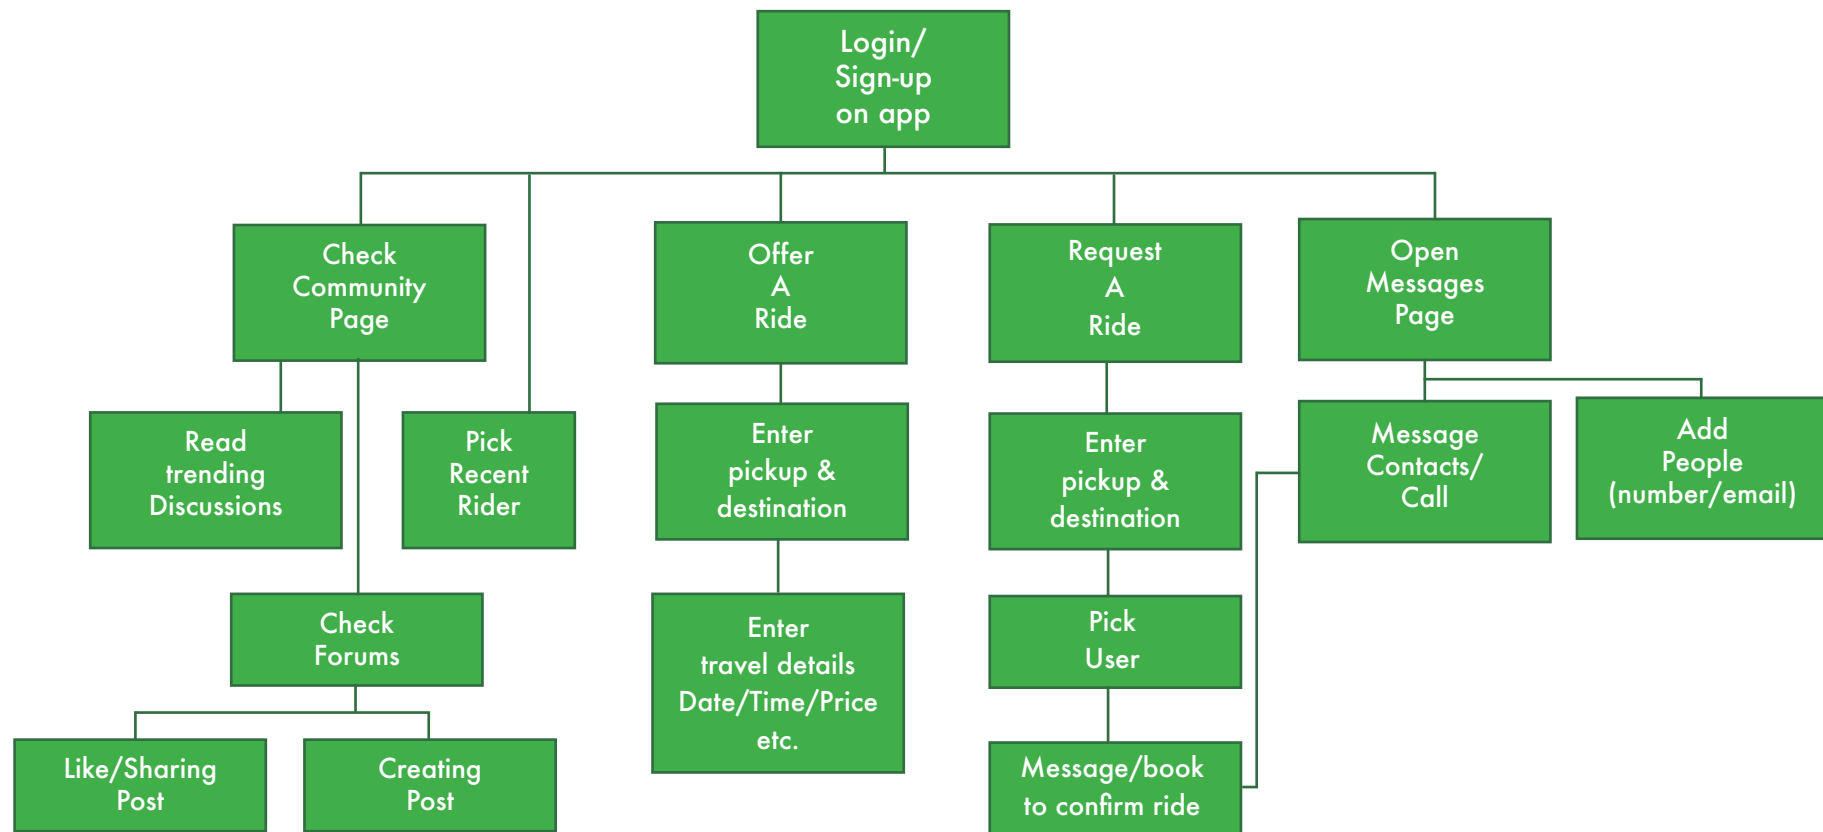 Login/
Sign-up
on app
Check
Community
Page
Offer
A
Ride
Request
A
Ride
Open
Messages
Page
Read
trending
Discussions
Pick
Recent
Rider
Enter
pickup &
destination
Enter
pickup &
destination
Message
Contacts/
Call
Add
People
(number/email)
Check
Forums
Enter
travel details
Date/Time/Price
etc.
Pick
User
Like/Sharing
Post
Creating
Post
Message/book
to confirm ride